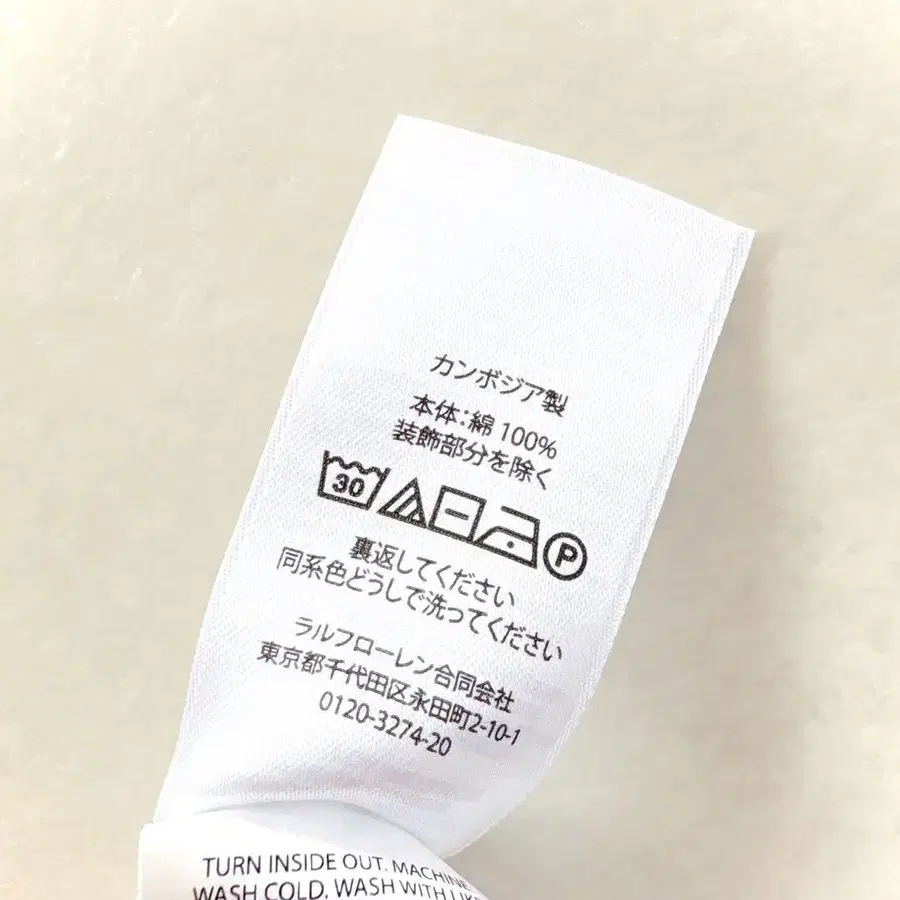 カンボジア製
本体:綿 100%
装飾部分を除く
30 P
裏返してください
同系色どうしで洗ってください
ラルフローレン合同会社
東京都千代田区永田町2-10-1
0120-3274-20
TURN INSIDE OUT. MACHINE
WASH COLD. WASH WITH LIKE